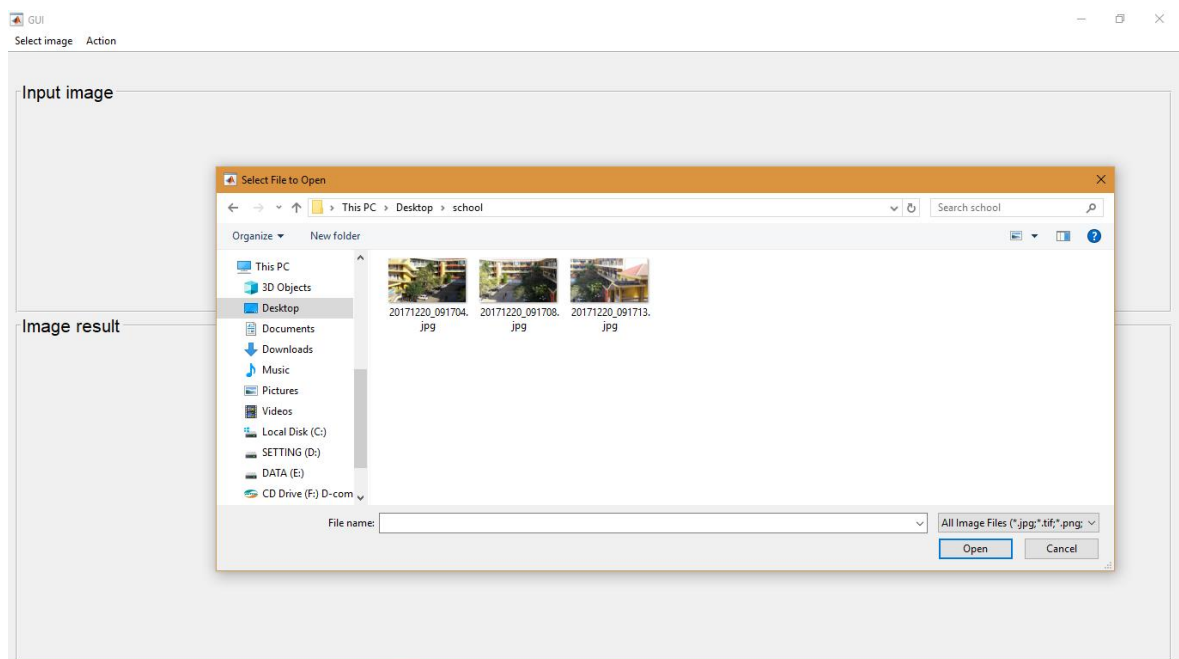 GUI
Select image Action
Input image
Select File to Open
This PC > Desktop > school
Search school
Organize New folder
This PC
3D Objects
Desktop
Documents
Downloads
Music
Pictures
Videos
Local Disk (C:)
SETTING (D:)
DATA (E:)
CD Drive (F:) D-com
20171220_091704. 20171220_091708. 20171220_091713.
jpg jpg jpg
Image result
File name:
All Image Files (*.jpg;*.tif;*.png;
Open Cancel